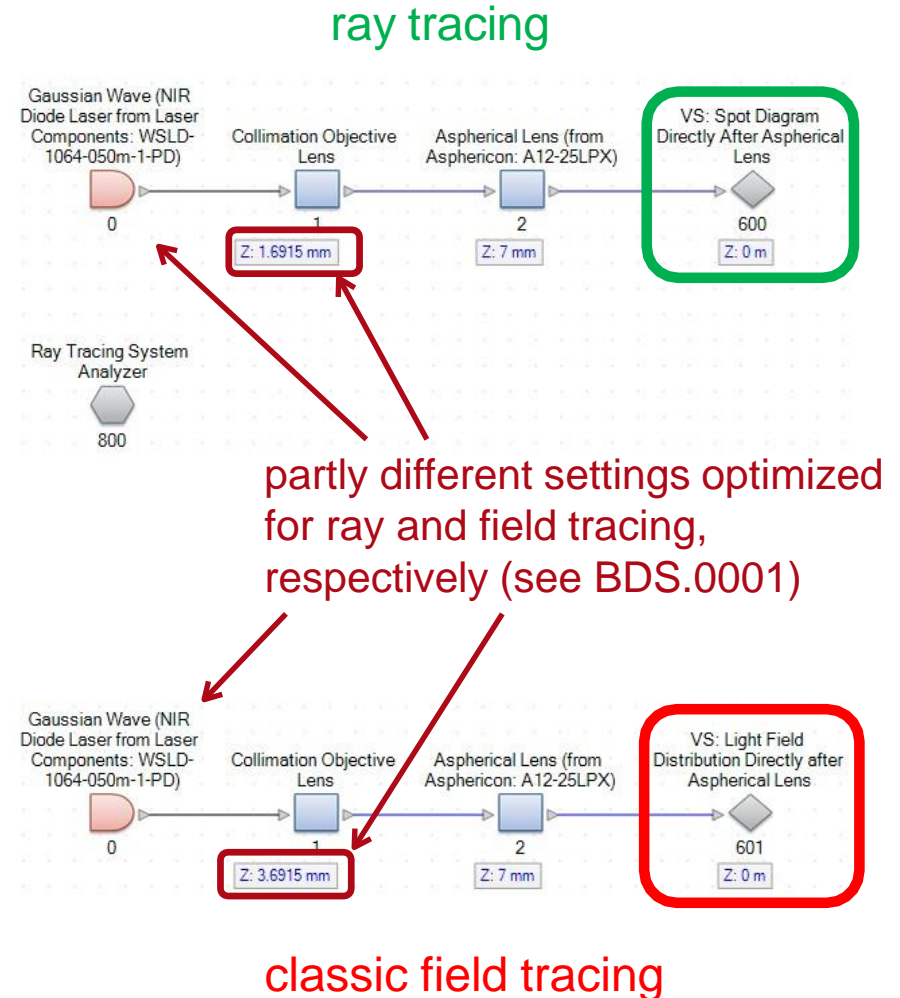 ray tracing
Gaussian Wave (NIR
Diode Laser from Laser
Components: WSLD-
1064-050m-1-PD)
0
Collimation Objective
Lens
1
Z: 1.6915 mm
Aspherical Lens (from
Asphericon: A12-25LPX)
2
Z: 7 mm
VS: Spot Diagram
Directly After Aspherical
Lens
600
Z: 0 m
Ray Tracing System
Analyzer
800
partly different settings optimized
for ray and field tracing,
respectively (see BDS.0001)
Gaussian Wave (NIR
Diode Laser from Laser
Components: WSLD-
1064-050m-1-PD)
0
Collimation Objective
Lens
1
Z: 3.6915 mm
Aspherical Lens (from
Asphericon: A12-25LPX)
2
Z: 7 mm
VS: Light Field
Distribution Directly after
Aspherical Lens
601
Z: 0 m
classic field tracing